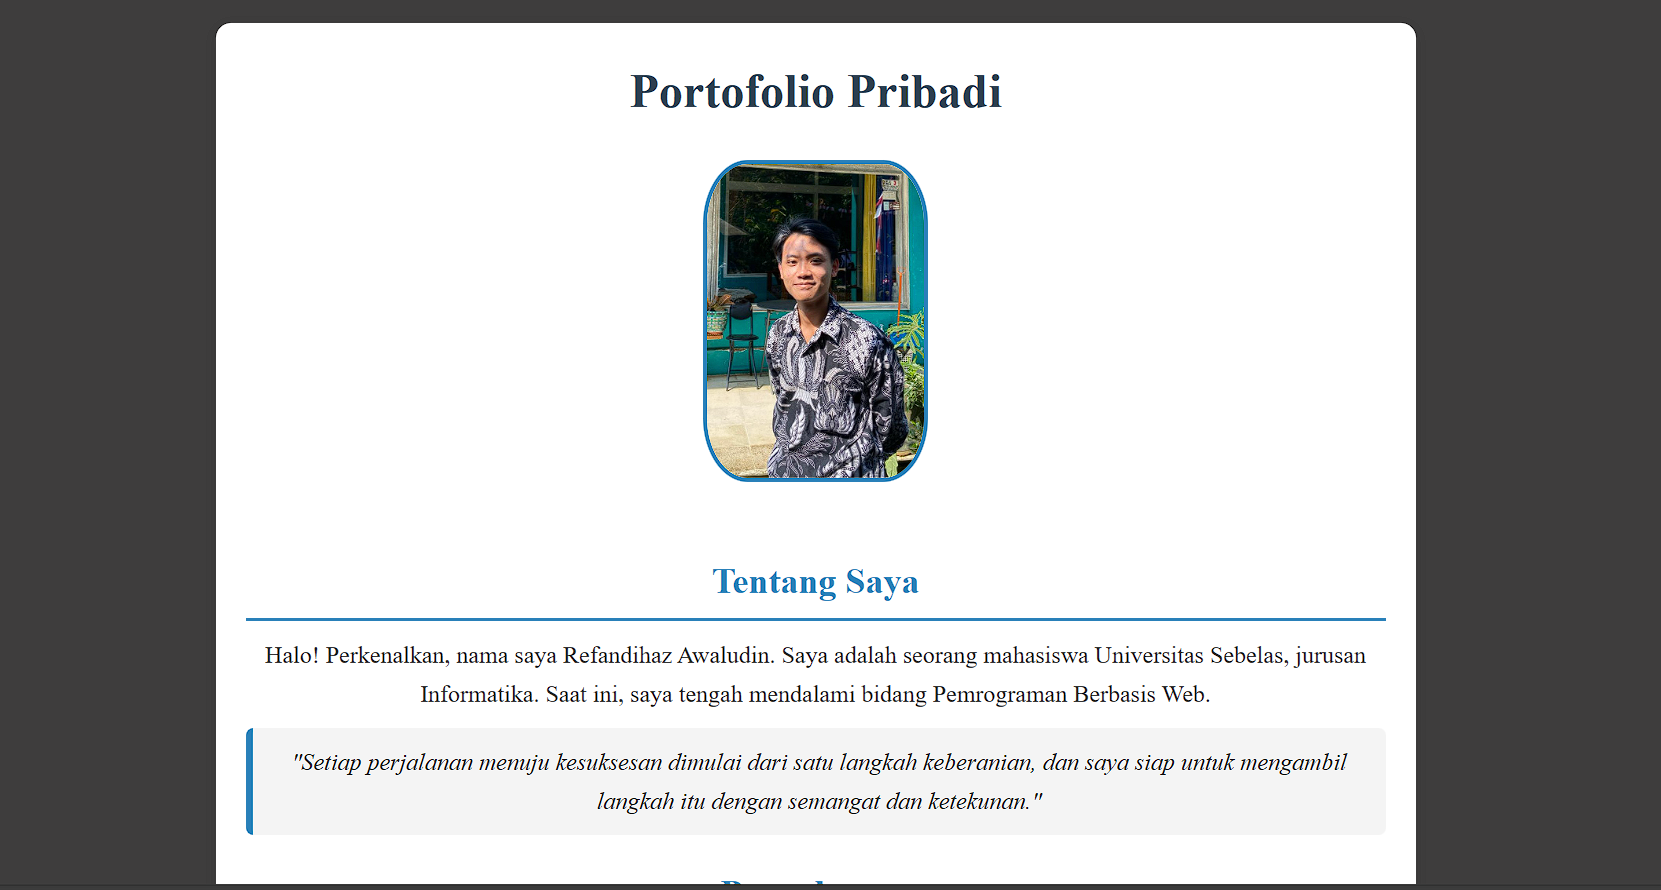 Portofolio Pribadi
Tentang Saya
Halo! Perkenalkan, nama saya Refandihaz Awaludin. Saya adalah seorang mahasiswa Universitas Sebelas, jurusan
Informatika. Saat ini, saya tengah mendalami bidang Pemrograman Berbasis Web.
"Setiap perjalanan menuju kesuksesan dimulai dari satu langkah keberanian, dan saya siap untuk mengambil
langkah itu dengan semangat dan ketekunan."